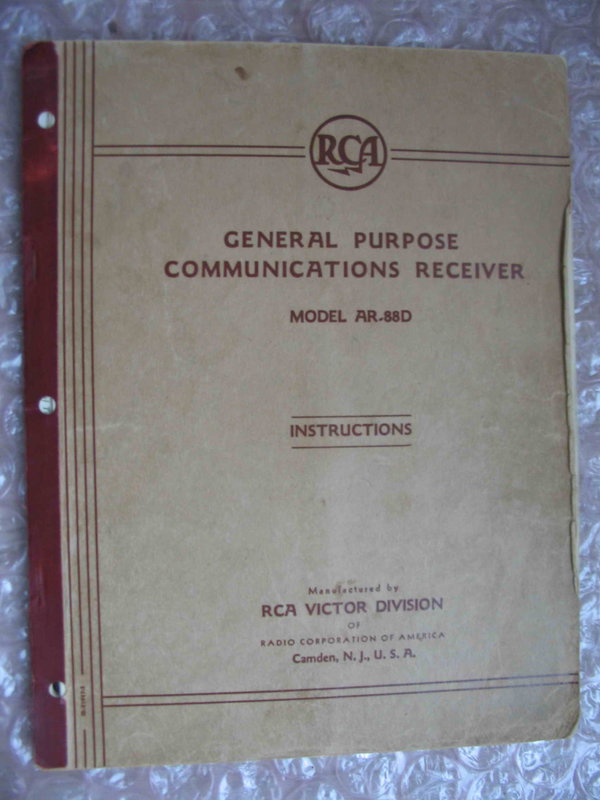 RCA
GENERAL PURPOSE
COMMUNICATIONS RECEIVER
MODEL AR-88D
INSTRUCTIONS
Manufactured by
RCA VICTOR DIVISION
OF
RADIO CORPORATION OF AMERICA
Camden, N. J., U. S. A.